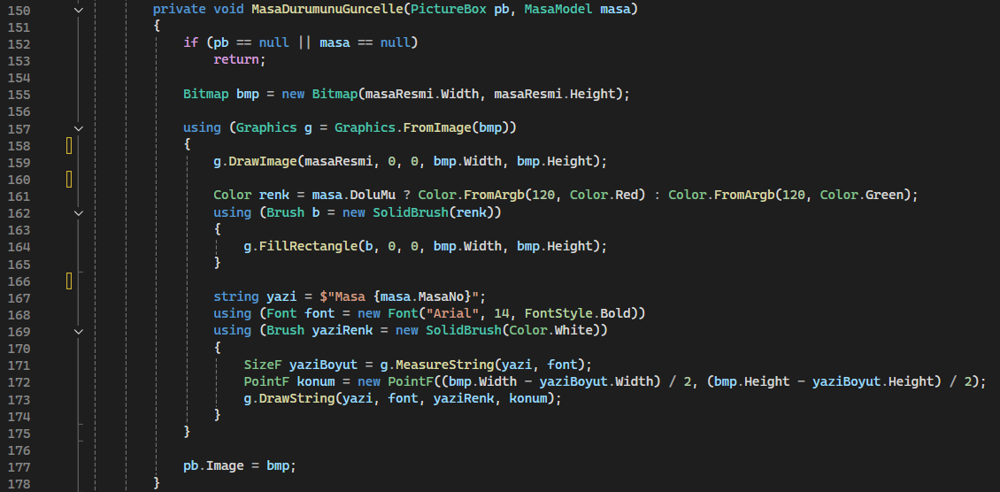 150 private void MasaDurumunuGuncelle(PictureBox pb, MasaModel masa)
151 {
152 if (pb == null || masa == null)
153 return;
154
155 Bitmap bmp = new Bitmap(masaResmi.Width, masaResmi.Height);
156
157 using (Graphics g = Graphics.FromImage(bmp))
158 {
159 g.DrawImage(masaResmi, 0, 0, bmp.Width, bmp.Height);
160
161 Color renk = masa.DoluMu ? Color.FromArgb(120, Color.Red) : Color.FromArgb(120, Color.Green);
162 using (Brush b = new SolidBrush(renk))
163 {
164 g.FillRectangle(b, 0, 0, bmp.Width, bmp.Height);
165 }
166
167 string yazi = $"Masa {masa.MasaNo}";
168 using (Font font = new Font("Arial", 14, FontStyle.Bold))
169 using (Brush yaziRenk = new SolidBrush(Color.White))
170 {
171 SizeF yaziBoyut = g.MeasureString(yazi, font);
172 PointF konum = new PointF((bmp.Width - yaziBoyut.Width) / 2, (bmp.Height - yaziBoyut.Height) / 2);
173 g.DrawString(yazi, font, yaziRenk, konum);
174 }
175 }
176
177 pb.Image = bmp;
178 }